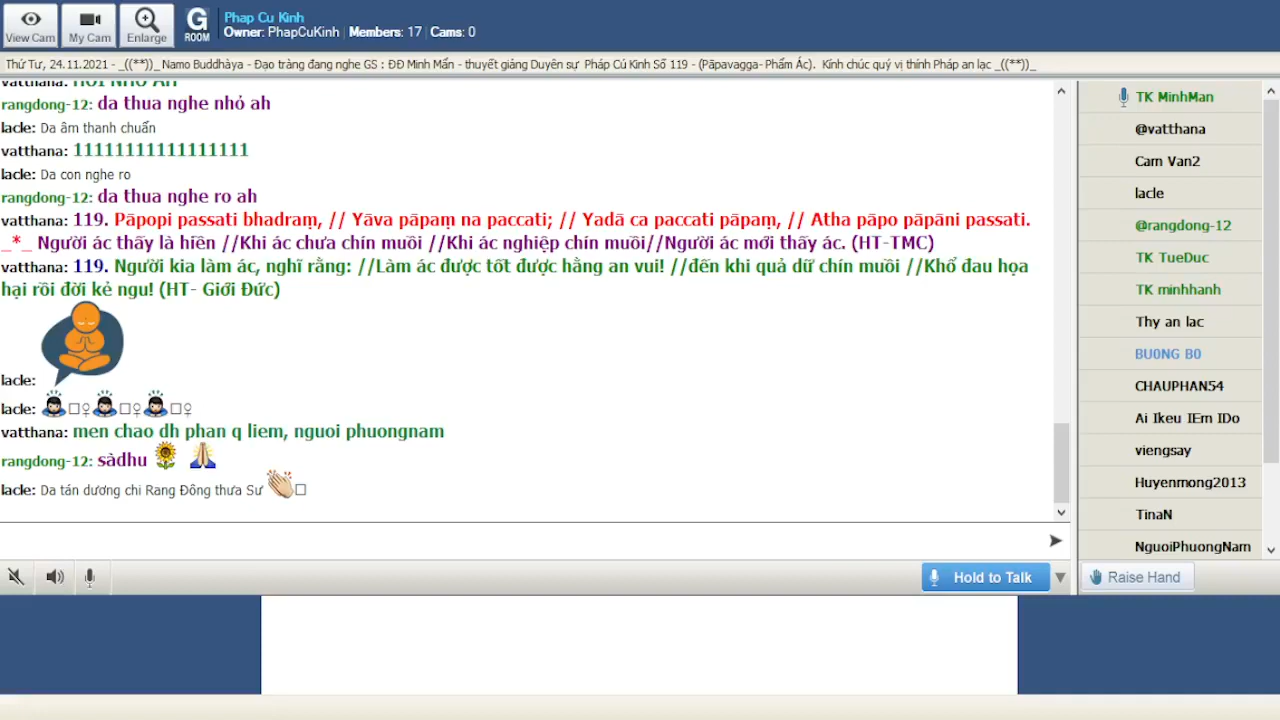 View Cam
My Cam
Enlarge
G
ROOM
Phap Cu Kinh
Owner: PhapCuKinh | Members: 17 | Cams: 0
Thứ Tư, 24.11.2021 - _((**))_ Namo Buddhàya - Đạo tràng đang nghe GS : ĐĐ Minh Mẫn - thuyết giảng Duyên sự Pháp Cú Kinh Số 119 - (Pāpavagga- Phẩm Ác). Kính chúc quý vị thính Pháp an lạc _((**))_
rangdong-12: da thua nghe nhỏ ah
lacle: Da âm thanh chuẩn
vatthana: 11111111111111111
lacle: Da con nghe ro
rangdong-12: da thua nghe ro ah
vatthana: 119. Pāpopi passati bhadraṃ, // Yāva pāpaṃ na paccati; // Yadā ca paccati pāpaṃ, // Atha pāpo pāpāni passati.
_*_ Người ác thấy là hiền //Khi ác chưa chín muồi //Khi ác nghiệp chín muồi//Người ác mới thấy ác. (HT-TMC)
vatthana: 119. Người kia làm ác, nghĩ rằng: //Làm ác được tốt được hằng an vui! //đến khi quả dữ chín muồi //Khổ đau họa
hại rồi đời kẻ ngu! (HT- Giới Đức)
lacle:
lacle:
vatthana: men chao dh phan q liem, nguoi phuongnam
rangdong-12: sàdhu
lacle: Da tán dương chi Rang Đông thưa Sư
Hold to Talk
TK MinhMan
@vatthana
Cam Van2
lacle
@rangdong-12
TK TueDuc
TK minhhanh
Thy an lac
BU0NG B0
CHAUPHAN54
Ai Ikeu IEm IDo
viengsay
Huyenmong2013
TinaN
NguoiPhuongNam
Raise Hand